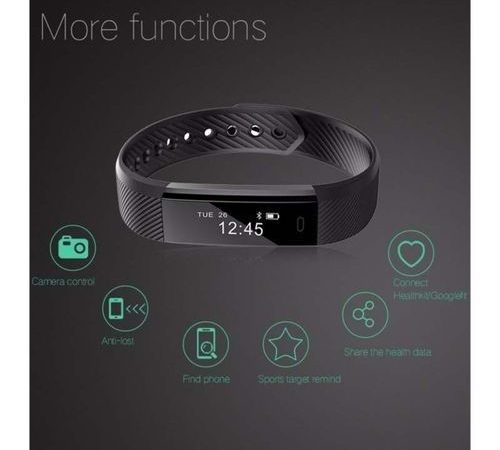 More functions
TUE 26
12:45
Camera control
Anti-lost
Find phone
Sports target remind
Share the health data
Connect
Healthkit/Googlefit